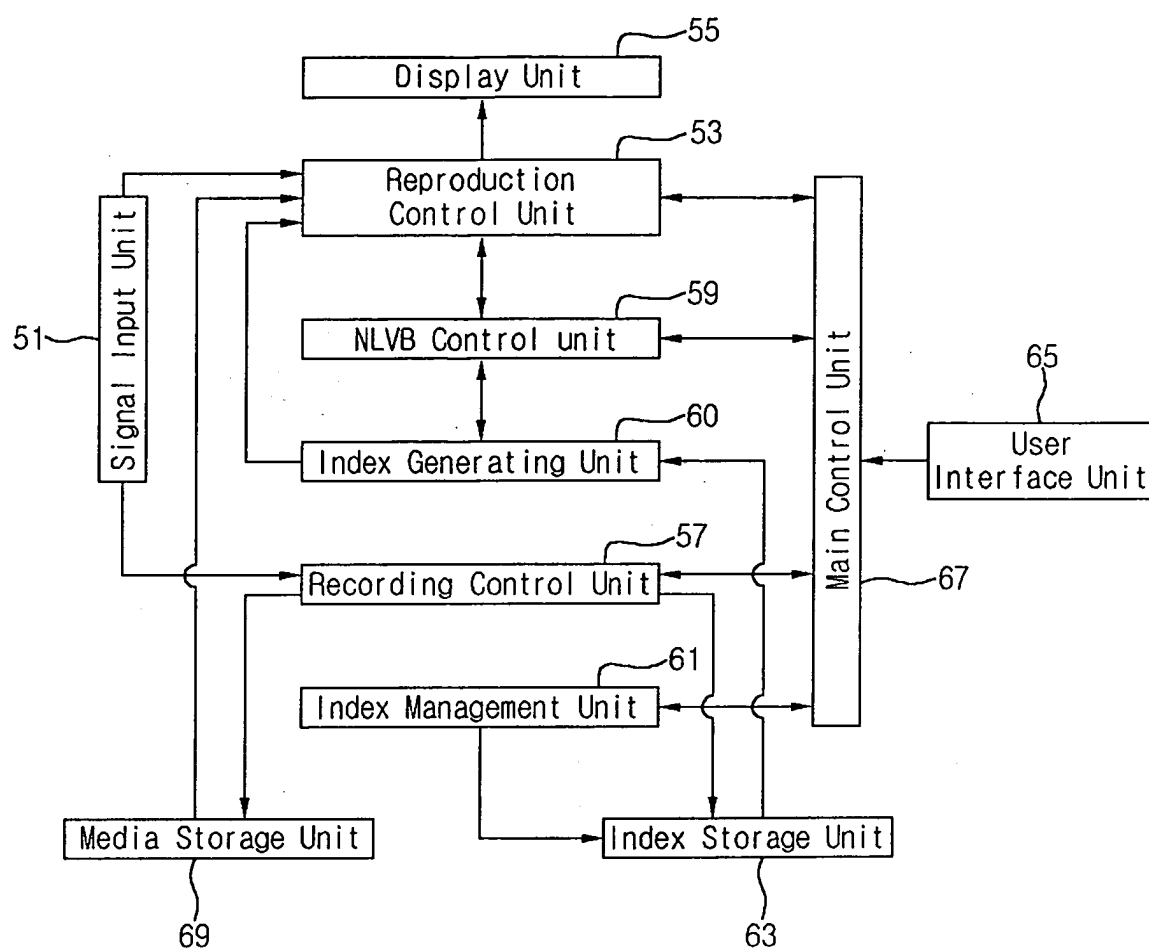 55
Display Unit
53
Reproduction
Control Unit
Signal Input Unit
51
59
NLVB Control unit
Main Control Unit
65
User
Interface Unit
60
Index Generating Unit
57
Recording Control Unit
67
61
Index Management Unit
Media Storage Unit
Index Storage Unit
69
63